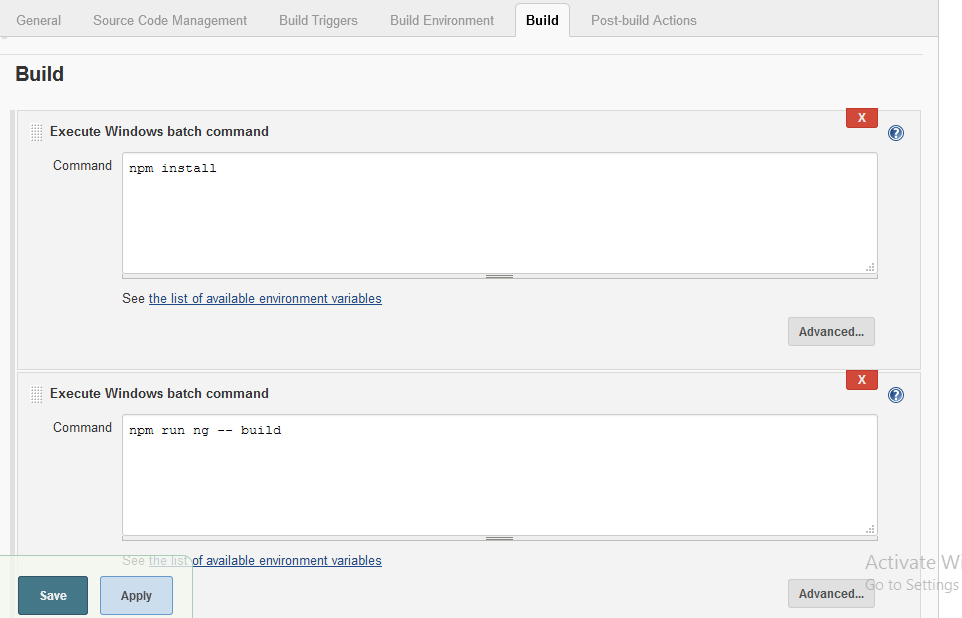 General Source Code Management Build Triggers Build Environment Build Post-build Actions
Build
X
Execute Windows batch command ?
Command npm install
See the list of available environment variables
Advanced...
X
Execute Windows batch command ?
Command npm run ng -- build
See the list of available environment variables
Activate Wi
Save Apply Advanced... Go to Settings